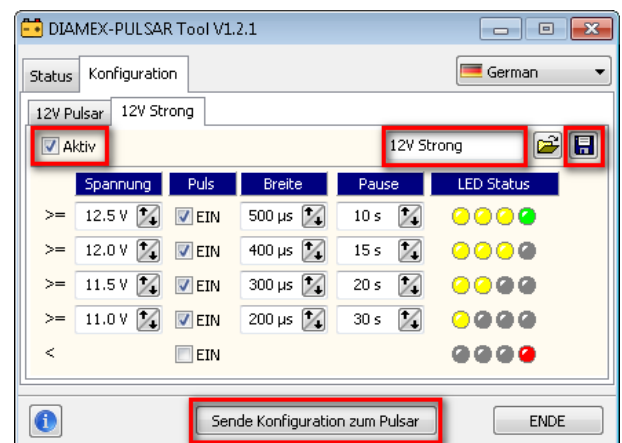 DIAMEX-PULSAR Tool V1.2.1
Status Konfiguration German
12V Pulsar 12V Strong
Aktiv 12V Strong
Spannung Puls Breite Pause LED Status
>= 12.5 V EIN 500 µs 10 s
>= 12.0 V EIN 400 µs 15 s
>= 11.5 V EIN 300 µs 20 s
>= 11.0 V EIN 200 µs 30 s
< EIN
Sende Konfiguration zum Pulsar ENDE